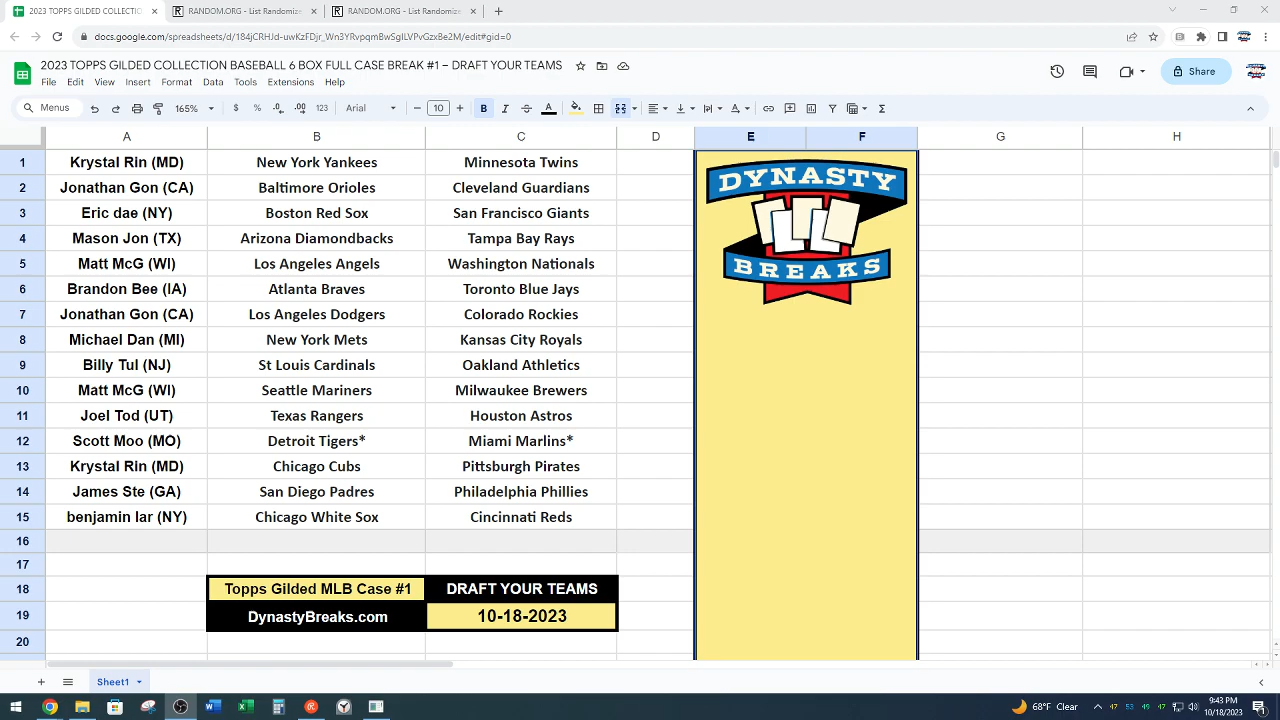 2023 TOPPS GILDED COLLECTIO
RANDOM.ORG - List Randomize
RANDOM.ORG - List Randomize
docs.google.com/spreadsheets/d/184jCRHJd-uwKzFDjr_Wn3YRvpqmBwSgILVPvGzxBe2M/edit#gid=0
2023 TOPPS GILDED COLLECTION BASEBALL 6 BOX FULL CASE BREAK #1 – DRAFT YOUR TEAMS
File Edit View Insert Format Data Tools Extensions Help
Share
Menus 165% $ % .0 .00 123 Arial 10 B I A
A B C D E F G H
1 Krystal Rin (MD) New York Yankees Minnesota Twins
2 Jonathan Gon (CA) Baltimore Orioles Cleveland Guardians
3 Eric dae (NY) Boston Red Sox San Francisco Giants
4 Mason Jon (TX) Arizona Diamondbacks Tampa Bay Rays
5 Matt McG (WI) Los Angeles Angels Washington Nationals
6 Brandon Bee (IA) Atlanta Braves Toronto Blue Jays
7 Jonathan Gon (CA) Los Angeles Dodgers Colorado Rockies
8 Michael Dan (MI) New York Mets Kansas City Royals
9 Billy Tul (NJ) St Louis Cardinals Oakland Athletics
10 Matt McG (WI) Seattle Mariners Milwaukee Brewers
11 Joel Tod (UT) Texas Rangers Houston Astros
12 Scott Moo (MO) Detroit Tigers* Miami Marlins*
13 Krystal Rin (MD) Chicago Cubs Pittsburgh Pirates
14 James Ste (GA) San Diego Padres Philadelphia Phillies
15 benjamin lar (NY) Chicago White Sox Cincinnati Reds
16
17
18 Topps Gilded MLB Case #1 DRAFT YOUR TEAMS
19 DynastyBreaks.com 10-18-2023
20
DYNASTY
BREAKS
Sheet1
68°F Clear
47 53 49 47
9:43 PM
10/18/2023